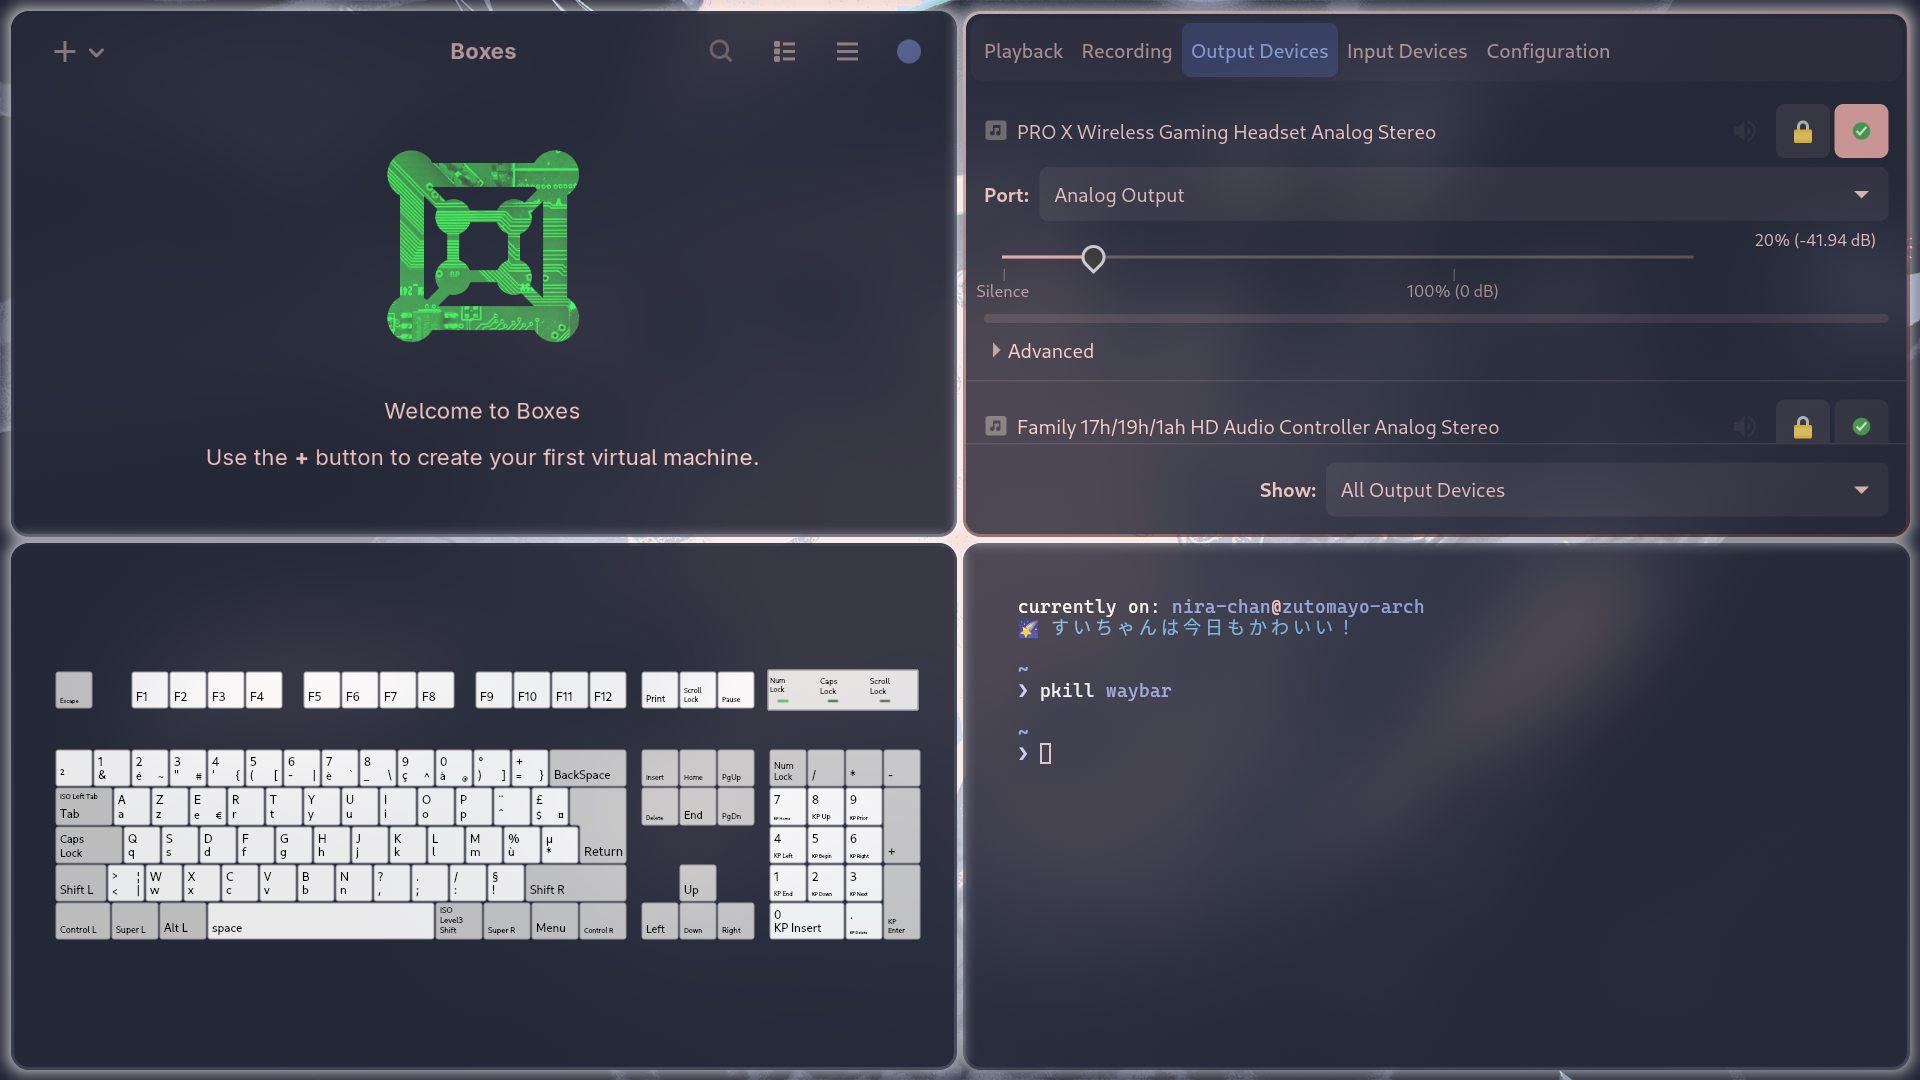 Boxes
Welcome to Boxes
Use the + button to create your first virtual machine.
Playback Recording Output Devices Input Devices Configuration
PRO X Wireless Gaming Headset Analog Stereo
Port: Analog Output
20% (-41.94 dB)
Silence 100% (0 dB)
Advanced
Family 17h/19h/1ah HD Audio Controller Analog Stereo
Show: All Output Devices
Escape F1 F2 F3 F4 F5 F6 F7 F8 F9 F10 F11 F12 Print Scroll Lock Pause Num Lock Caps Lock Scroll Lock
² 1 & 2 é ~ 3 " # 4 ' { 5 ( [ 6 - | 7 è ` 8 _ \ 9 ç ^ 0 à @ ° ) ] + = } BackSpace Insert Home PgUp Num Lock / * -
ISO Left Tab Tab A a Z z E e € R r T t Y y U u I i O o P p ¨ ^ £ $ ¤ Delete End PgDn 7 KP Home 8 KP Up 9 KP Prior
Caps Lock Q q S s D d F f G g H h J j K k L l M m % ù µ * Return 4 KP Left 5 KP Begin 6 KP Right +
Shift L > < ¦ | W w X x C c V v B b N n ? , . ; / : § ! Shift R Up 1 KP End 2 KP Down 3 KP Next
Control L Super L Alt L space ISO Level3 Shift Super R Menu Control R Left Down Right 0 KP Insert . KP Delete KP Enter
currently on: nira-chan@zutomayo-arch
すいちゃんは今日もかわいい！
~
❯ pkill waybar
~
❯